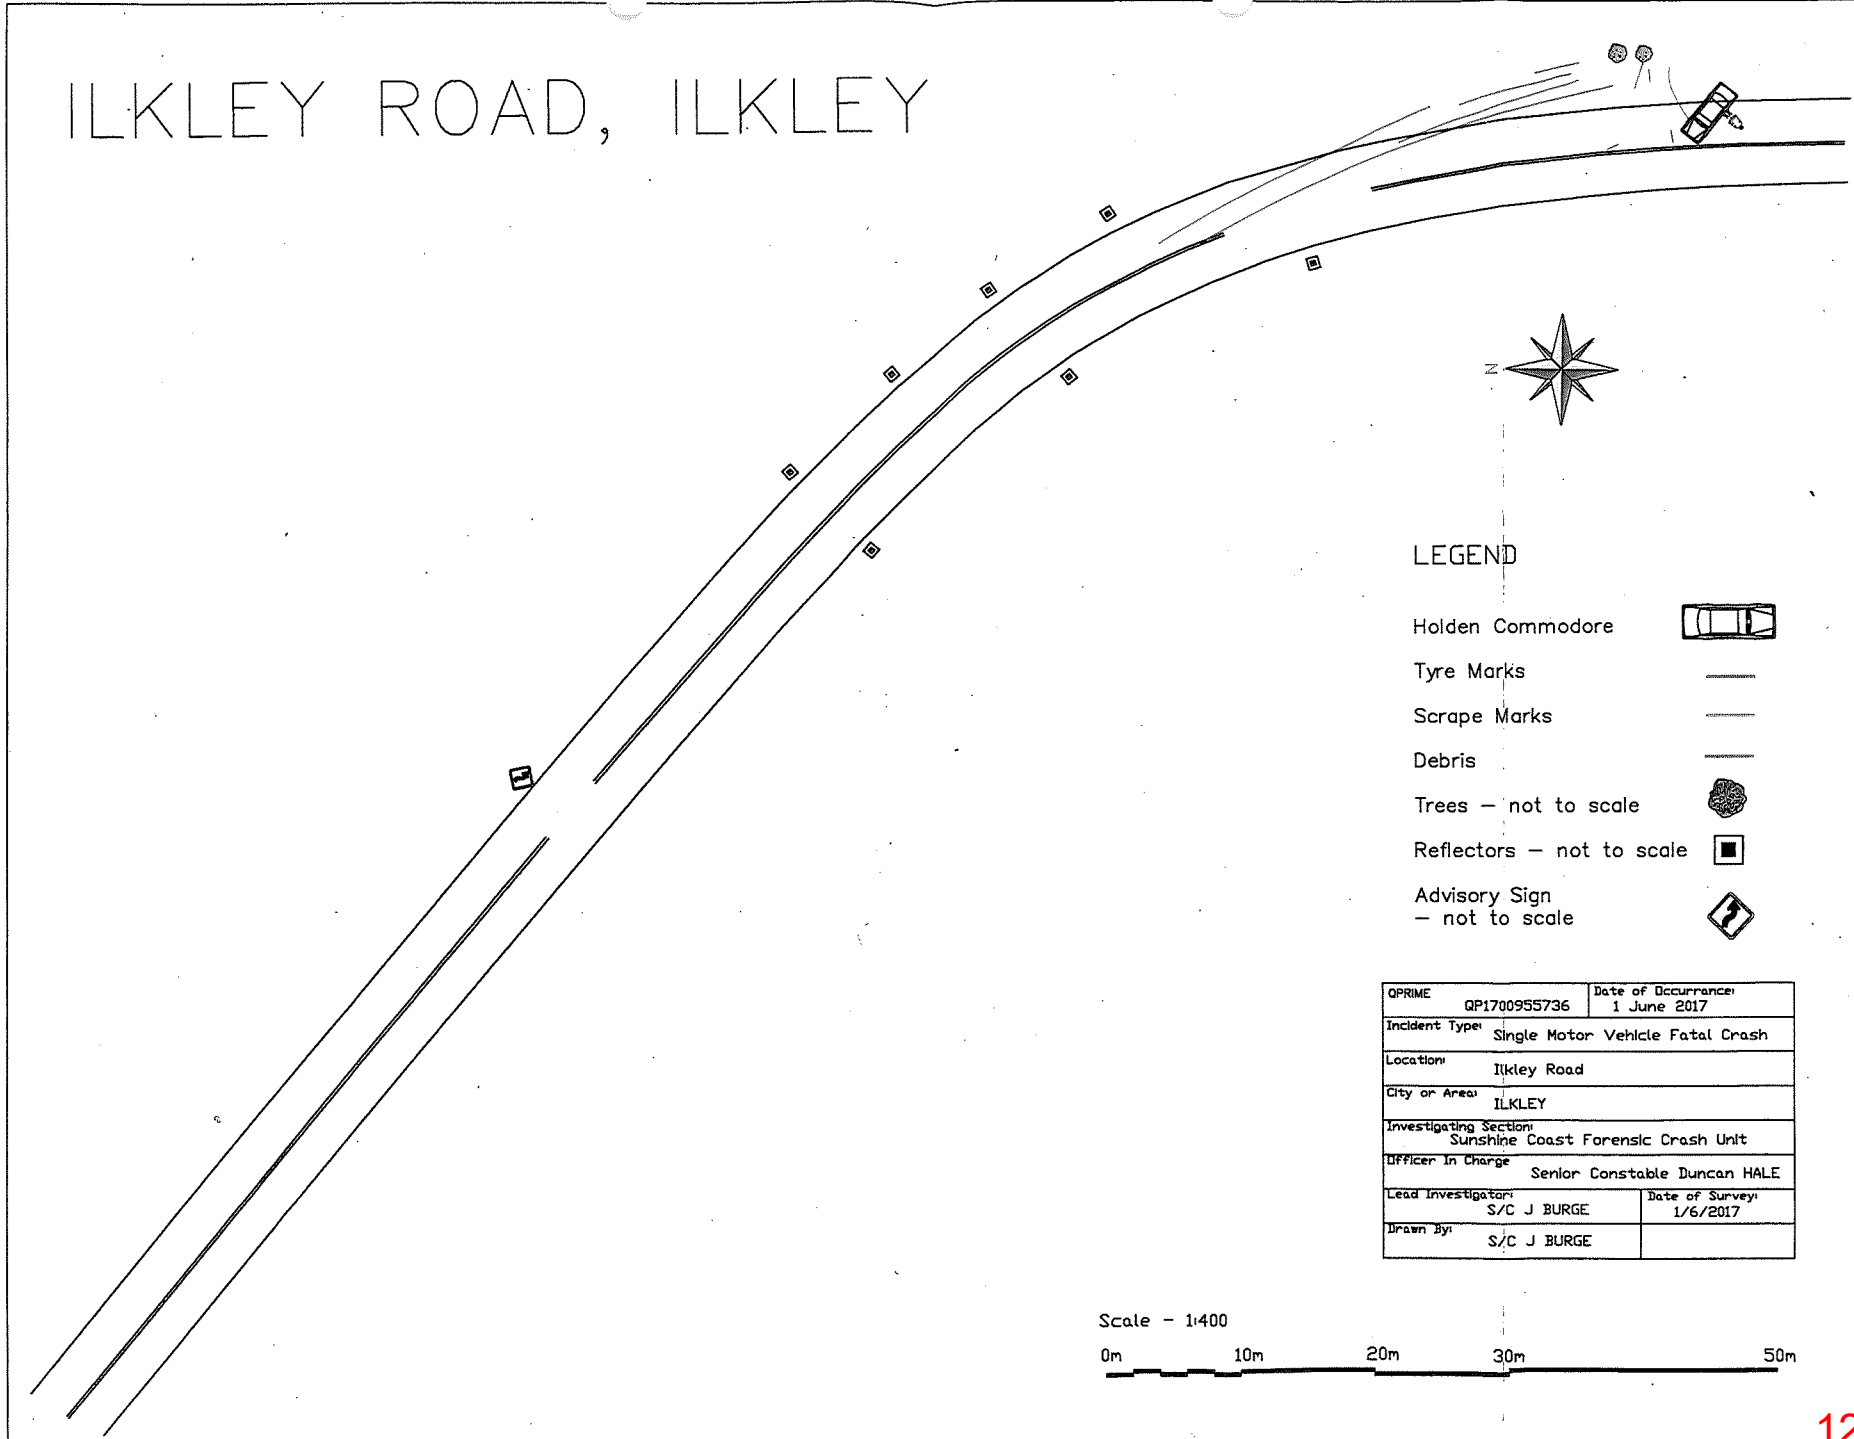 ILKLEY ROAD, ILKLEY
N
LEGEND
Holden Commodore
Tyre Marks
Scrape Marks
Debris
Trees – not to scale
Reflectors – not to scale
Advisory Sign
– not to scale
QPRIME
QP1700955736
Date of Occurrance:
1 June 2017
Incident Type: Single Motor Vehicle Fatal Crash
Location: Ilkley Road
City or Area: ILKLEY
Investigating Section:
Sunshine Coast Forensic Crash Unit
Officer In Charge Senior Constable Duncan HALE
Lead Investigator:
S/C J BURGE
Date of Survey:
1/6/2017
Drawn By: S/C J BURGE
Scale - 1:400
0m 10m 20m 30m 50m
12